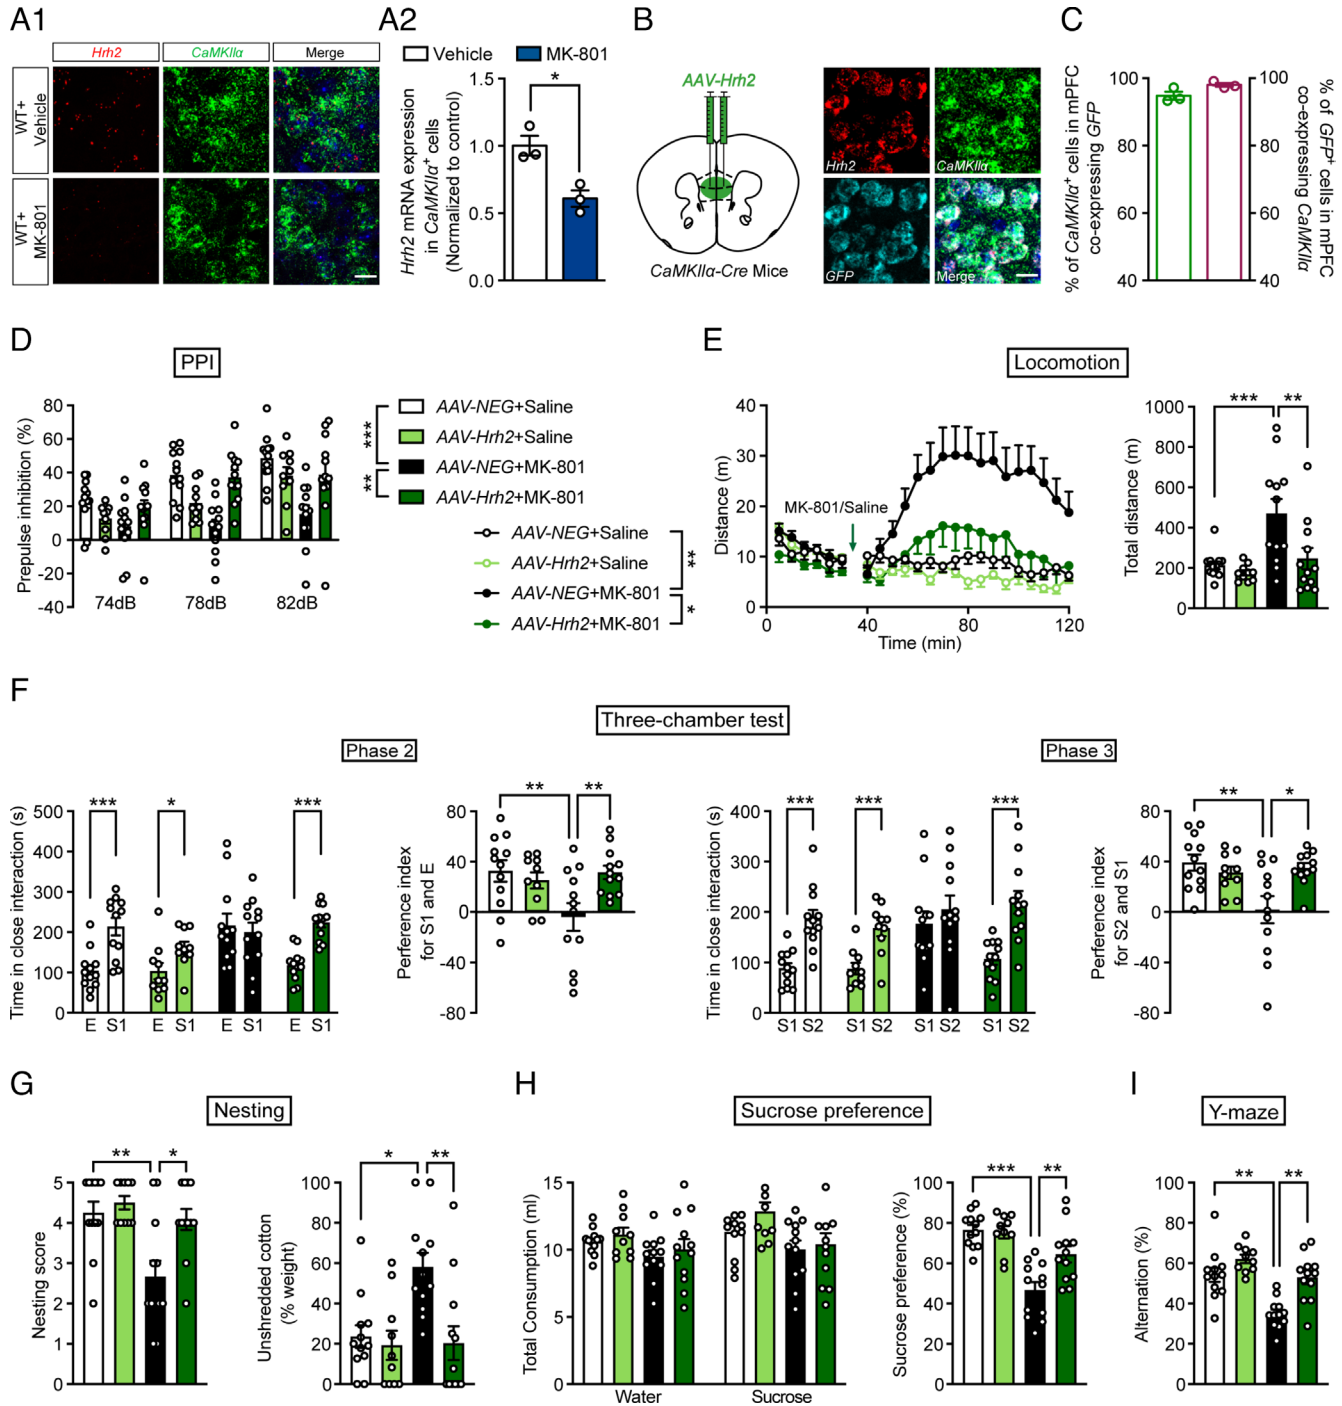 A1
Hrh2
CaMKIIα
Merge
WT+
Vehicle
WT+
MK-801
A2
Vehicle
MK-801
Hrh2 mRNA expression
in CaMKIIα+ cells
(Normalized to control)
1.5
1.0
0.5
0.0
*
B
AAV-Hrh2
CaMKIIα-Cre Mice
Hrh2
CaMKIIα
GFP
Merge
C
% of CaMKIIα+ cells in mPFC
co-expressing GFP
100
80
60
40
100
80
60
40
% of GFP+ cells in mPFC
co-expressing CaMKIIα
D
PPI
Prepulse inhibition (%)
80
60
40
20
0
-20
-40
74dB
78dB
82dB
AAV-NEG+Saline
AAV-Hrh2+Saline
AAV-NEG+MK-801
AAV-Hrh2+MK-801
***
**
AAV-NEG+Saline
AAV-Hrh2+Saline
AAV-NEG+MK-801
AAV-Hrh2+MK-801
**
*
E
Locomotion
Distance (m)
40
30
20
10
0
MK-801/Saline
0
40
80
120
Time (min)
Total distance (m)
1000
800
600
400
200
0
***
**
F
Three-chamber test
Phase 2
Time in close interaction (s)
500
400
300
200
100
0
***
*
***
E S1
E S1
E S1
E S1
Perference index
for S1 and E
80
40
0
-40
-80
**
**
Phase 3
Time in close interaction (s)
400
300
200
100
0
***
***
***
S1 S2
S1 S2
S1 S2
S1 S2
Perference index
for S2 and S1
80
40
0
-40
-80
**
*
G
Nesting
Nesting score
5
4
3
2
1
0
**
*
Unshredded cotton
(% weight)
100
80
60
40
20
0
*
**
H
Sucrose preference
Total Consumption (ml)
15
10
5
0
Water
Sucrose
Sucrose preference (%)
100
80
60
40
20
0
***
**
I
Y-maze
Alternation (%)
100
80
60
40
20
0
**
**